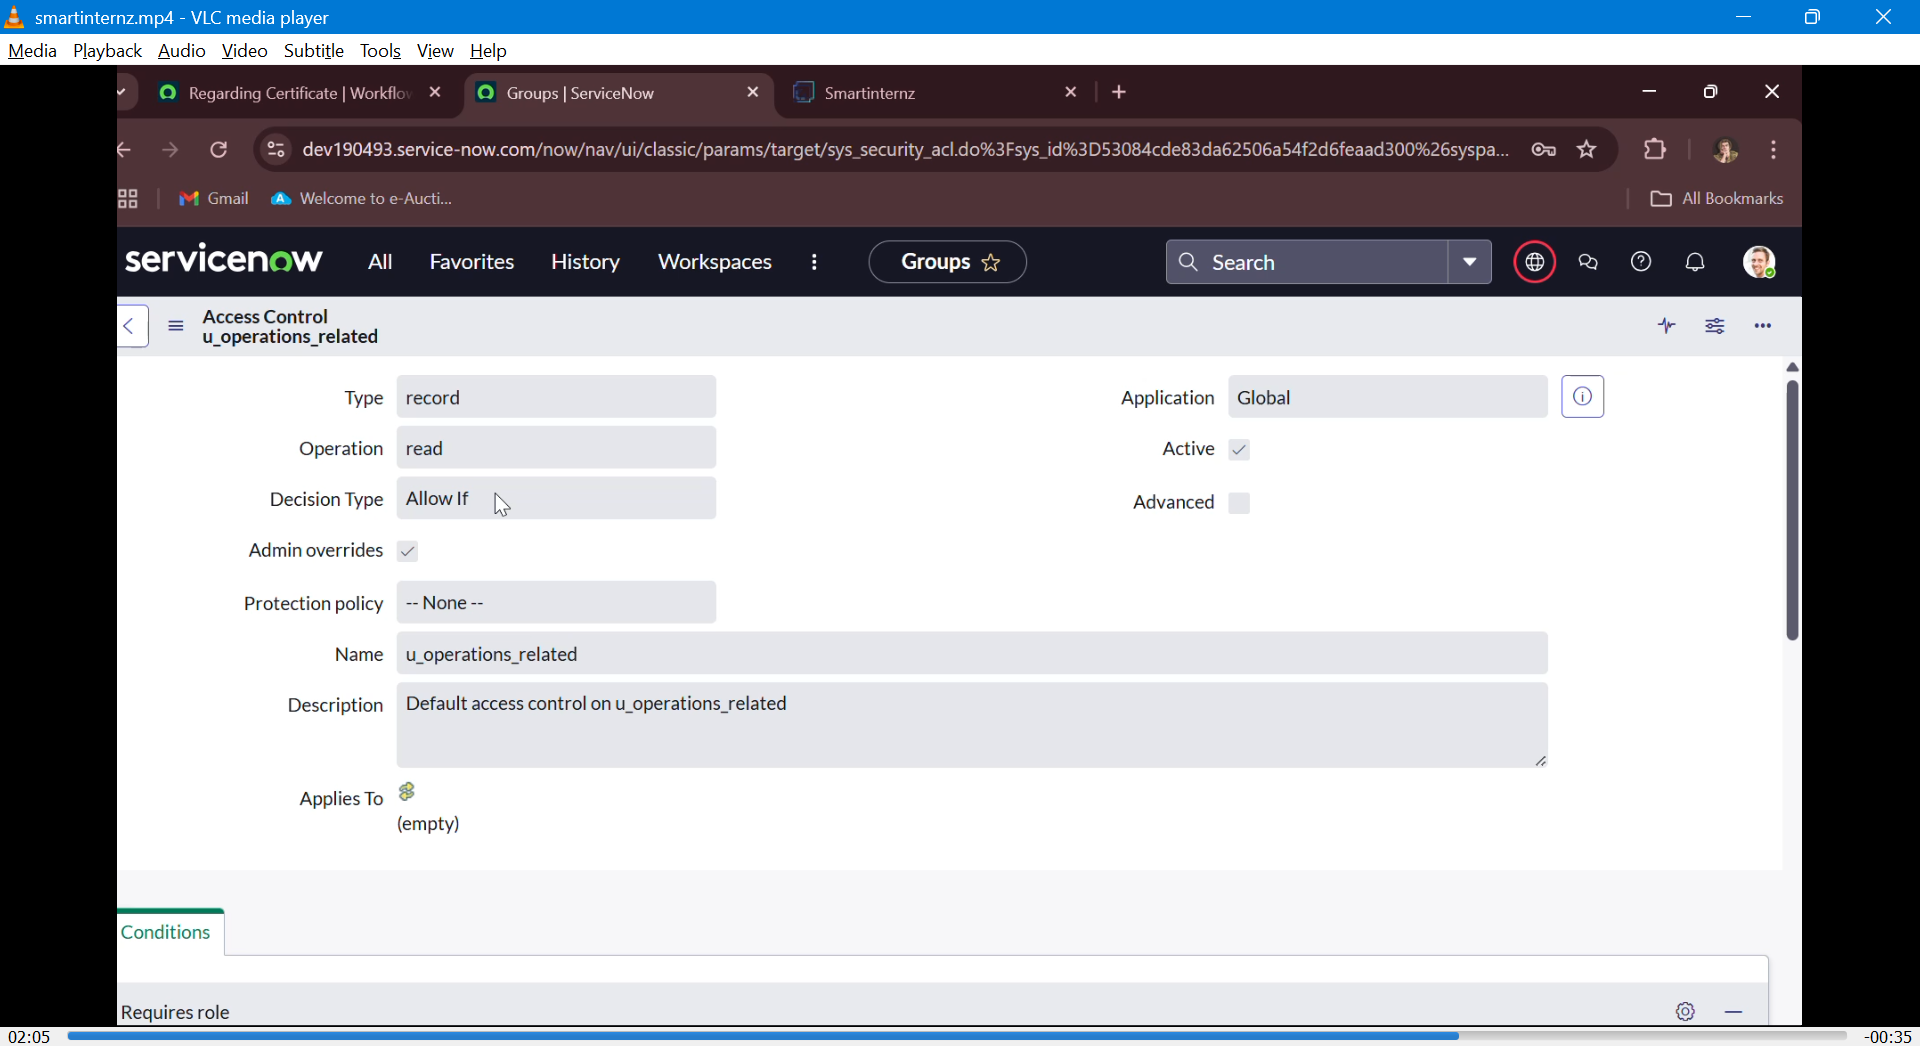 smartinternz.mp4 - VLC media player
Media Playback Audio Video Subtitle Tools View Help
Regarding Certificate | Workflow Groups | ServiceNow Smartinternz
dev190493.service-now.com/now/nav/ui/classic/params/target/sys_security_acl.do%3Fsys_id%3D53084cde83da62506a54f2d6feaad300%26syspa...
Gmail Welcome to e-Aucti... All Bookmarks
servicenow All Favorites History Workspaces Groups Search
Access Control
u_operations_related
Type record Application Global
Operation read Active
Decision Type Allow If Advanced
Admin overrides
Protection policy -- None --
Name u_operations_related
Description Default access control on u_operations_related
Applies To
(empty)
Conditions
Requires role
02:05 -00:35